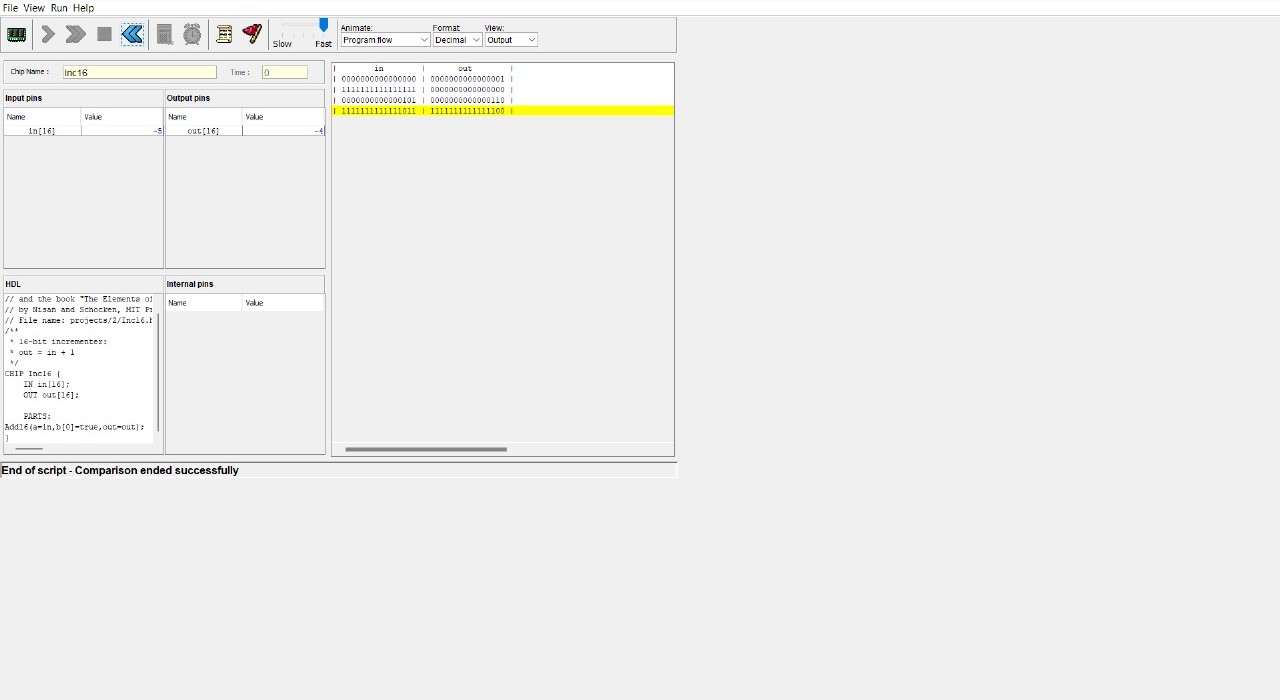 File View Run Help
Slow Fast
Animate: Format: View:
Program flow Decimal Output
Chip Name : Inc16 Time : 0
Input pins
Name Value
in[16] -5
Output pins
Name Value
out[16] -4
HDL
// and the book "The Elements of
// by Nisan and Schocken, MIT Pr
// File name: projects/2/Inc16.h
/**
* 16-bit incrementer:
* out = in + 1
*/
CHIP Inc16 {
IN in[16];
OUT out[16];
PARTS:
Add16(a=in,b[0]=true,out=out);
}
Internal pins
Name Value
| in | out |
| 0000000000000000 | 0000000000000001 |
| 1111111111111111 | 0000000000000000 |
| 0000000000000101 | 0000000000000110 |
| 1111111111111011 | 1111111111111100 |
End of script - Comparison ended successfully